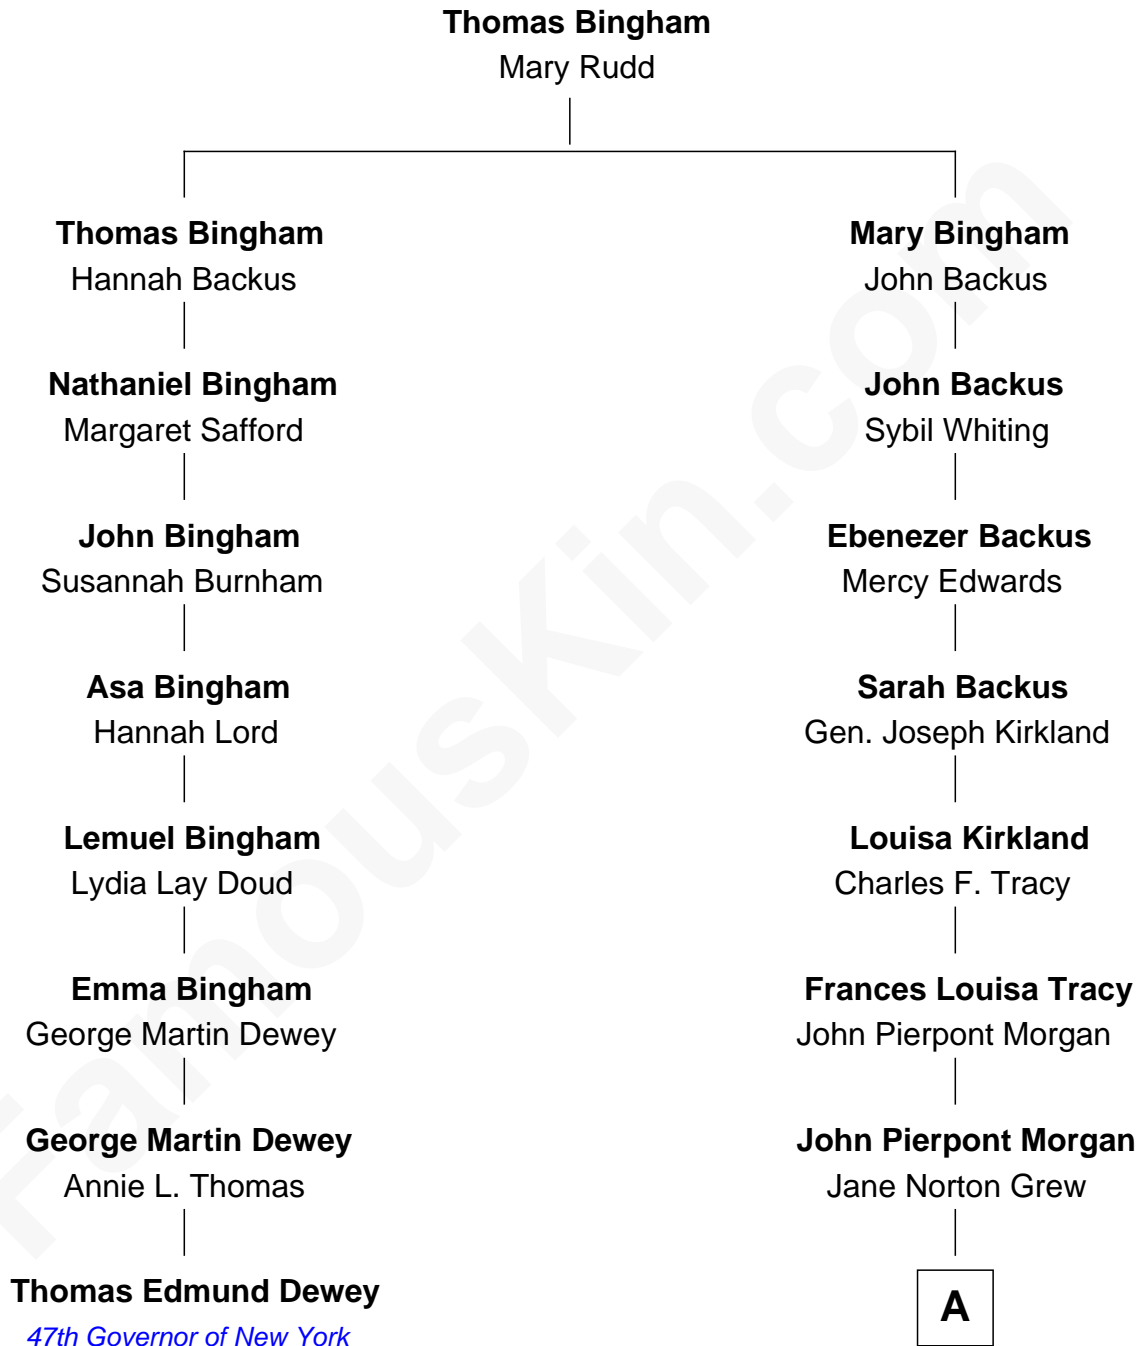 Thomas Bingham
Mary Rudd
Thomas Bingham
Hannah Backus
Mary Bingham
John Backus
Nathaniel Bingham
Margaret Safford
John Backus
Sybil Whiting
John Bingham
Susannah Burnham
Ebenezer Backus
Mercy Edwards
Asa Bingham
Hannah Lord
Sarah Backus
Gen. Joseph Kirkland
Lemuel Bingham
Lydia Lay Doud
Louisa Kirkland
Charles F. Tracy
Emma Bingham
George Martin Dewey
Frances Louisa Tracy
John Pierpont Morgan
George Martin Dewey
Annie L. Thomas
John Pierpont Morgan
Jane Norton Grew
Thomas Edmund Dewey
47th Governor of New York
A
FamousKin.com